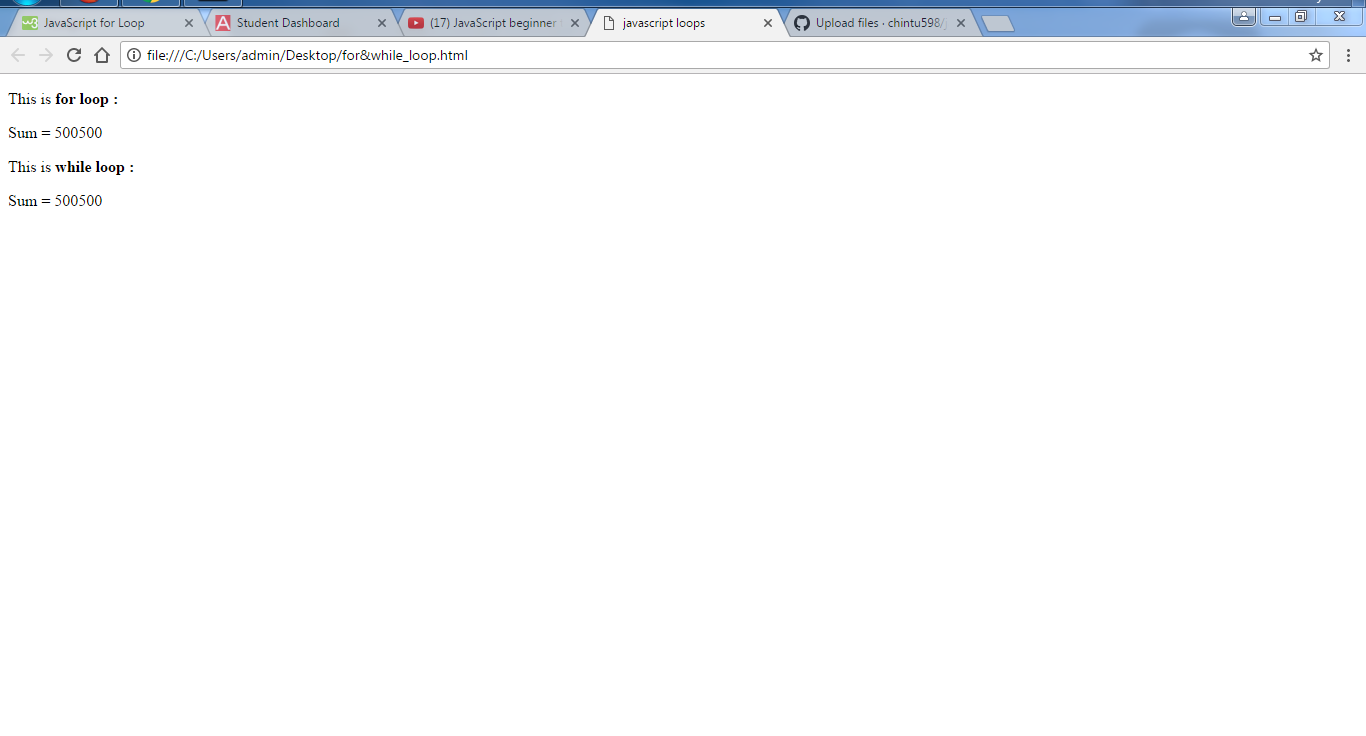 JavaScript for Loop
Student Dashboard
(17) JavaScript beginner
javascript loops
Upload files · chintu598/
file:///C:/Users/admin/Desktop/for&while_loop.html
This is for loop :
Sum = 500500
This is while loop :
Sum = 500500